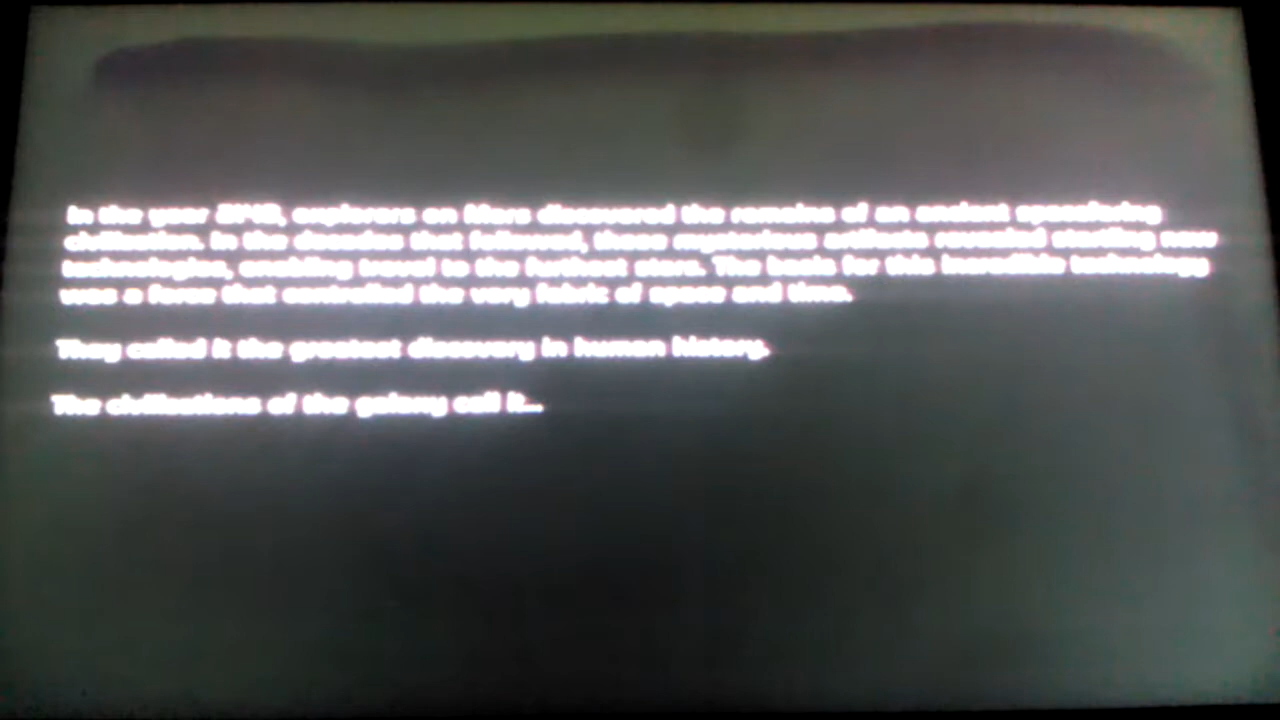 In the year 2148, explorers on Mars discovered the remains of an ancient spacefaring
civilization. In the decades that followed, these mysterious artifacts revealed startling new
technologies, enabling travel to the furthest stars. The basis for this incredible technology
was a force that controlled the very fabric of space and time.
They called it the greatest discovery in human history.
The civilizations of the galaxy call it...